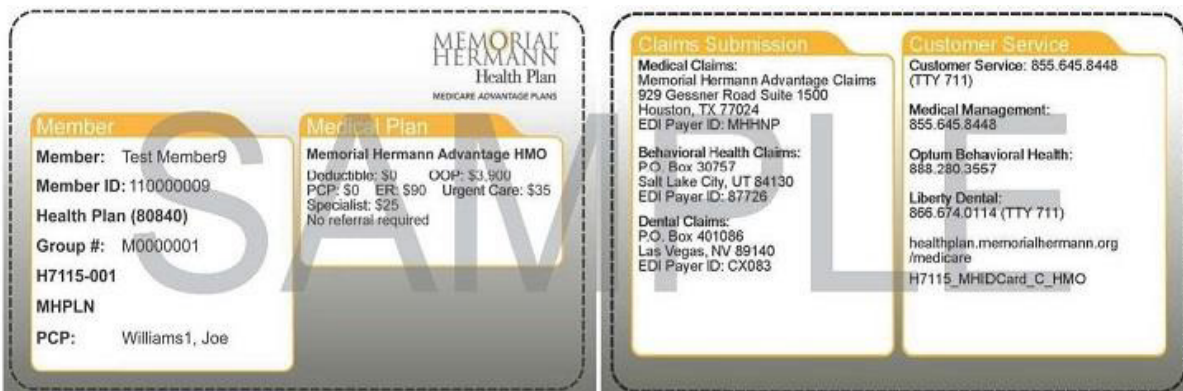 MEMORIAL
HERMANN
Health Plan
MEDICARE ADVANTAGE PLANS
Member
Member: Test Member9
Member ID: 110000009
Health Plan (80840)
Group #: M0000001
H7115-001
MHPLN
PCP: Williams1, Joe
Medical Plan
Memorial Hermann Advantage HMO
Deductible: $0 OOP: $3,900
PCP: $0 ER: $90 Urgent Care: $35
Specialist: $25
No referral required
Claims Submission
Medical Claims:
Memorial Hermann Advantage Claims
929 Gessner Road Suite 1500
Houston, TX 77024
EDI Payer ID: MHHNP
Behavioral Health Claims:
P.O. Box 30757
Salt Lake City, UT 84130
EDI Payer ID: 87726
Dental Claims:
P.O. Box 401086
Las Vegas, NV 89140
EDI Payer ID: CX083
Customer Service
Customer Service: 855.645.8448
(TTY 711)
Medical Management:
855.645.8448
Optum Behavioral Health:
888.280.3557
Liberty Dental:
866.674.0114 (TTY 711)
healthplan.memorialhermann.org
/medicare
H7115_MHIDCard_C_HMO
SAMPLE